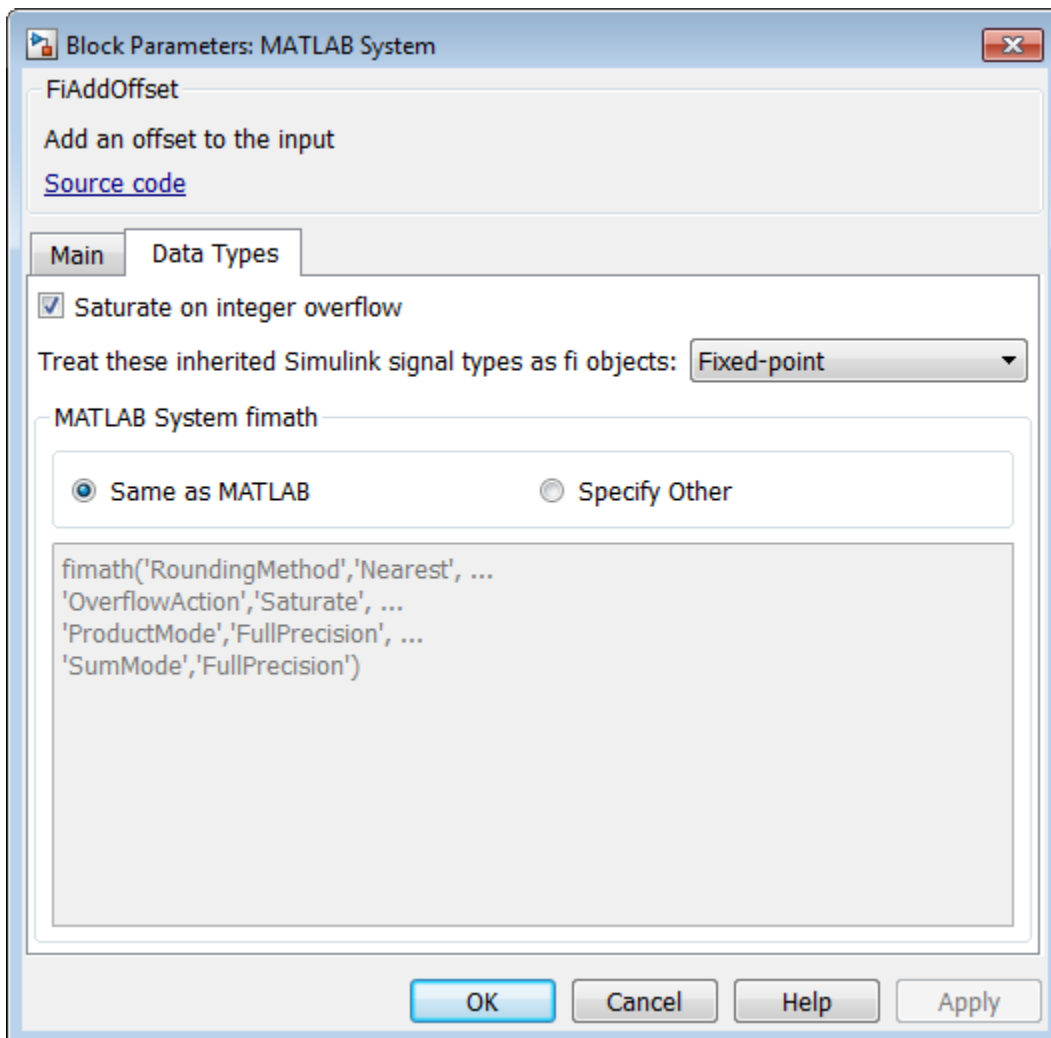 Block Parameters: MATLAB System
FiAddOffset
Add an offset to the input
Source code
Main Data Types
Saturate on integer overflow
Treat these inherited Simulink signal types as fi objects: Fixed-point
MATLAB System fimath
Same as MATLAB Specify Other
fimath('RoundingMethod','Nearest', ...
'OverflowAction','Saturate', ...
'ProductMode','FullPrecision', ...
'SumMode','FullPrecision')
OK Cancel Help Apply